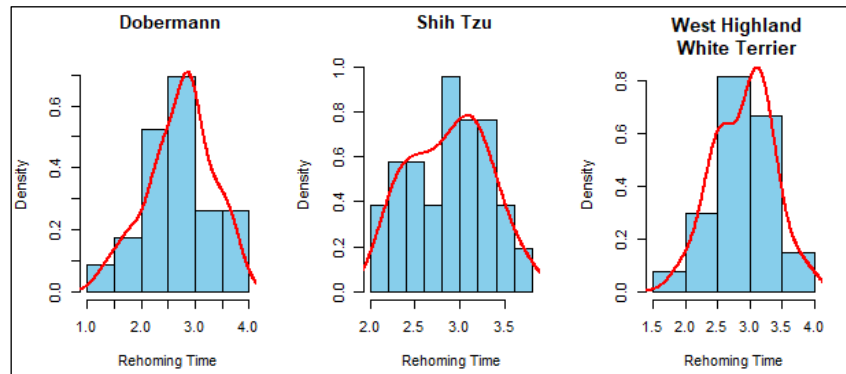 Dobermann
Density
0.0 0.2 0.4 0.6
1.0 2.0 3.0 4.0
Rehoming Time
Shih Tzu
Density
0.0 0.2 0.4 0.6 0.8 1.0
2.0 2.5 3.0 3.5
Rehoming Time
West Highland
White Terrier
Density
0.0 0.2 0.4 0.6 0.8
1.5 2.0 2.5 3.0 3.5 4.0
Rehoming Time